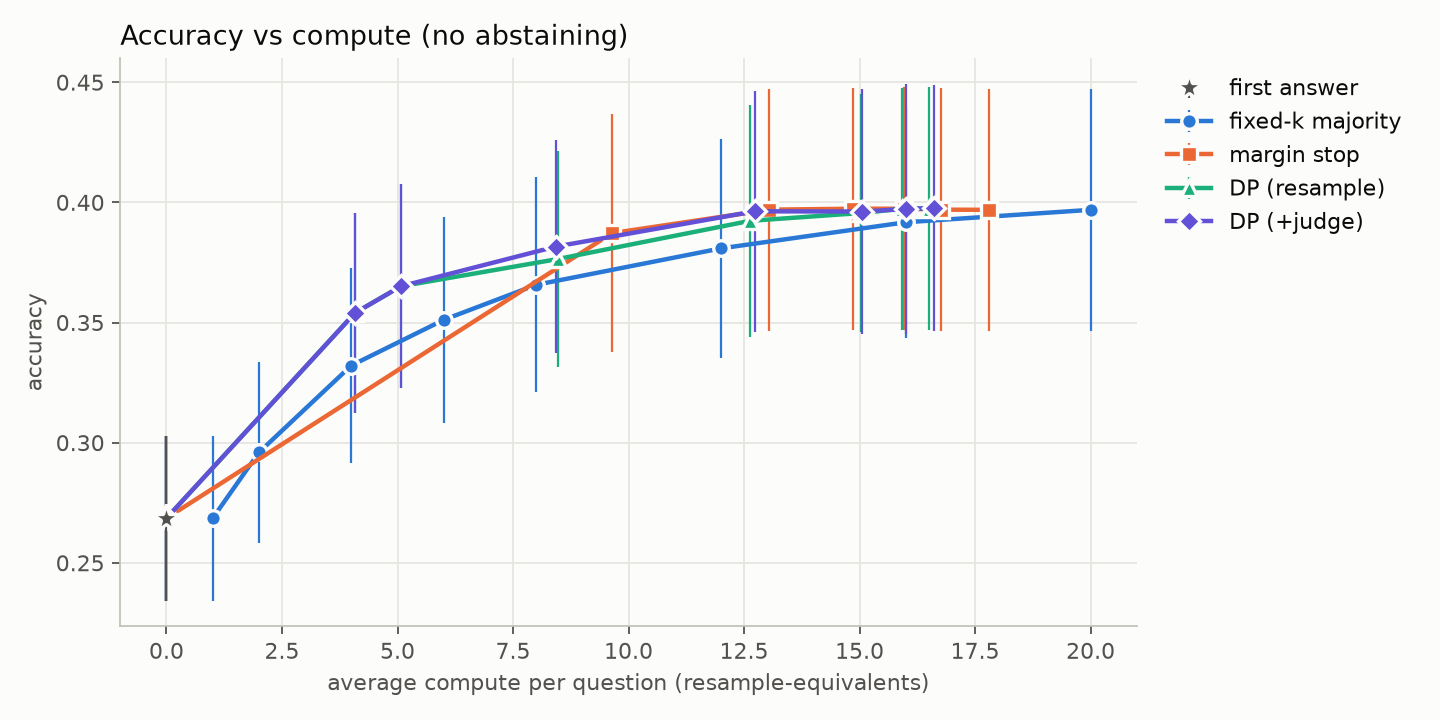 Accuracy vs compute (no abstaining)
0.45
0.40
0.35
0.30
0.25
accuracy
0.0 2.5 5.0 7.5 10.0 12.5 15.0 17.5 20.0
average compute per question (resample-equivalents)
first answer
fixed-k majority
margin stop
DP (resample)
DP (+judge)